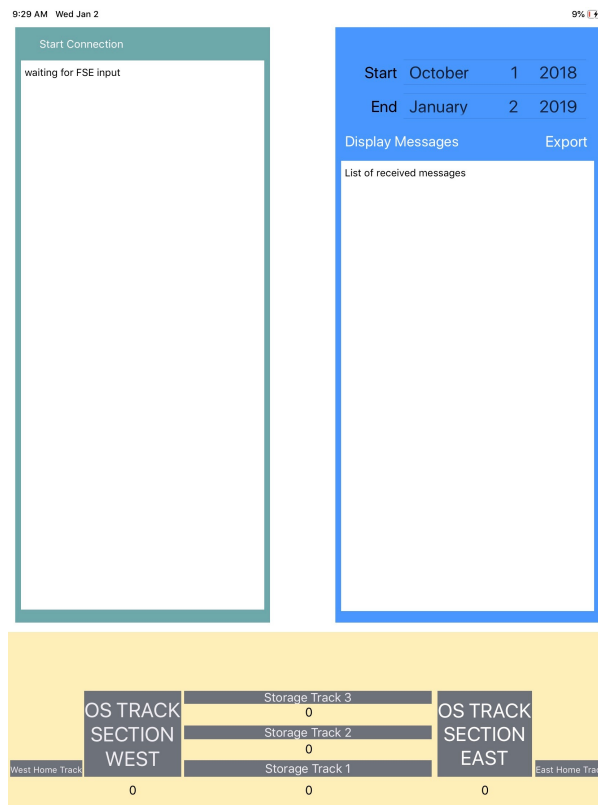 9:29 AM Wed Jan 2
9%
Start Connection
waiting for FSE input
Start October 1 2018
End January 2 2019
Display Messages Export
List of received messages
Storage Track 3
0
OS TRACK
SECTION
WEST
Storage Track 2
0
OS TRACK
SECTION
EAST
West Home Track
Storage Track 1
East Home Trac
0
0
0